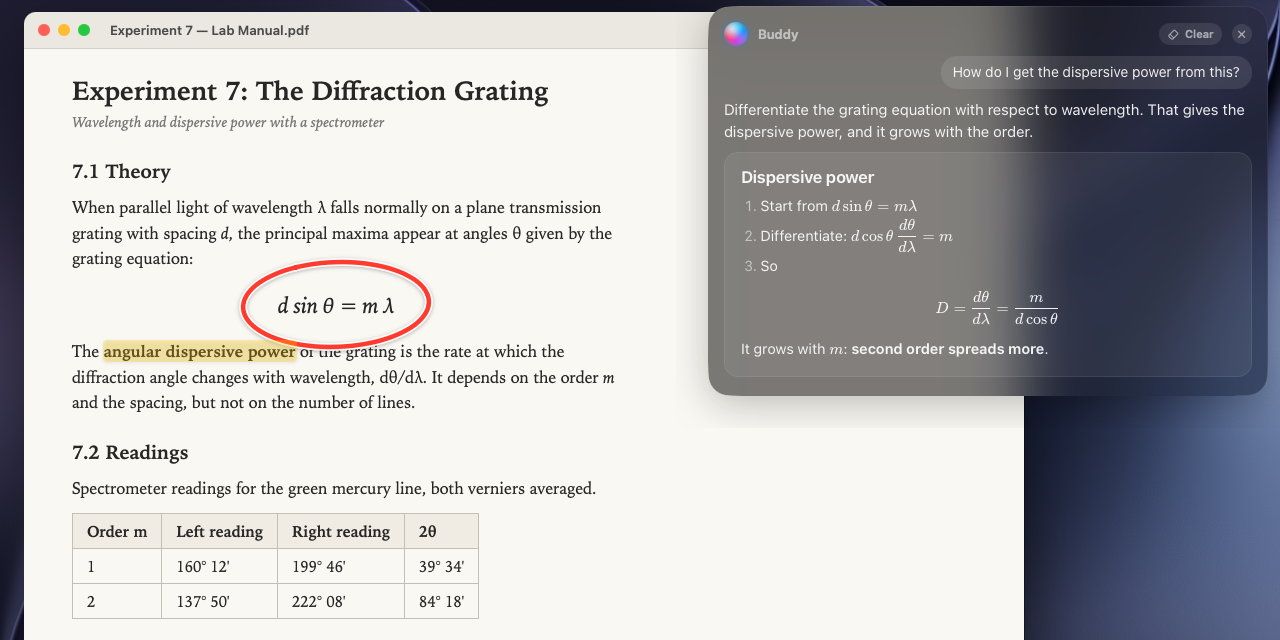 Experiment 7 — Lab Manual.pdf
Experiment 7: The Diffraction Grating
Wavelength and dispersive power with a spectrometer
7.1 Theory
When parallel light of wavelength λ falls normally on a plane transmission
grating with spacing d, the principal maxima appear at angles θ given by the
grating equation:
d sin θ = m λ
The angular dispersive power of the grating is the rate at which the
diffraction angle changes with wavelength, dθ/dλ. It depends on the order m
and the spacing, but not on the number of lines.
7.2 Readings
Spectrometer readings for the green mercury line, both verniers averaged.
Order m Left reading Right reading 2θ
1 160° 12' 199° 46' 39° 34'
2 137° 50' 222° 08' 84° 18'
Buddy
Clear
How do I get the dispersive power from this?
Differentiate the grating equation with respect to wavelength. That gives the
dispersive power, and it grows with the order.
Dispersive power
1. Start from d sin θ = mλ
2. Differentiate: d cos θ dθ/dλ = m
3. So
D = dθ/dλ = m/(d cos θ)
It grows with m: second order spreads more.